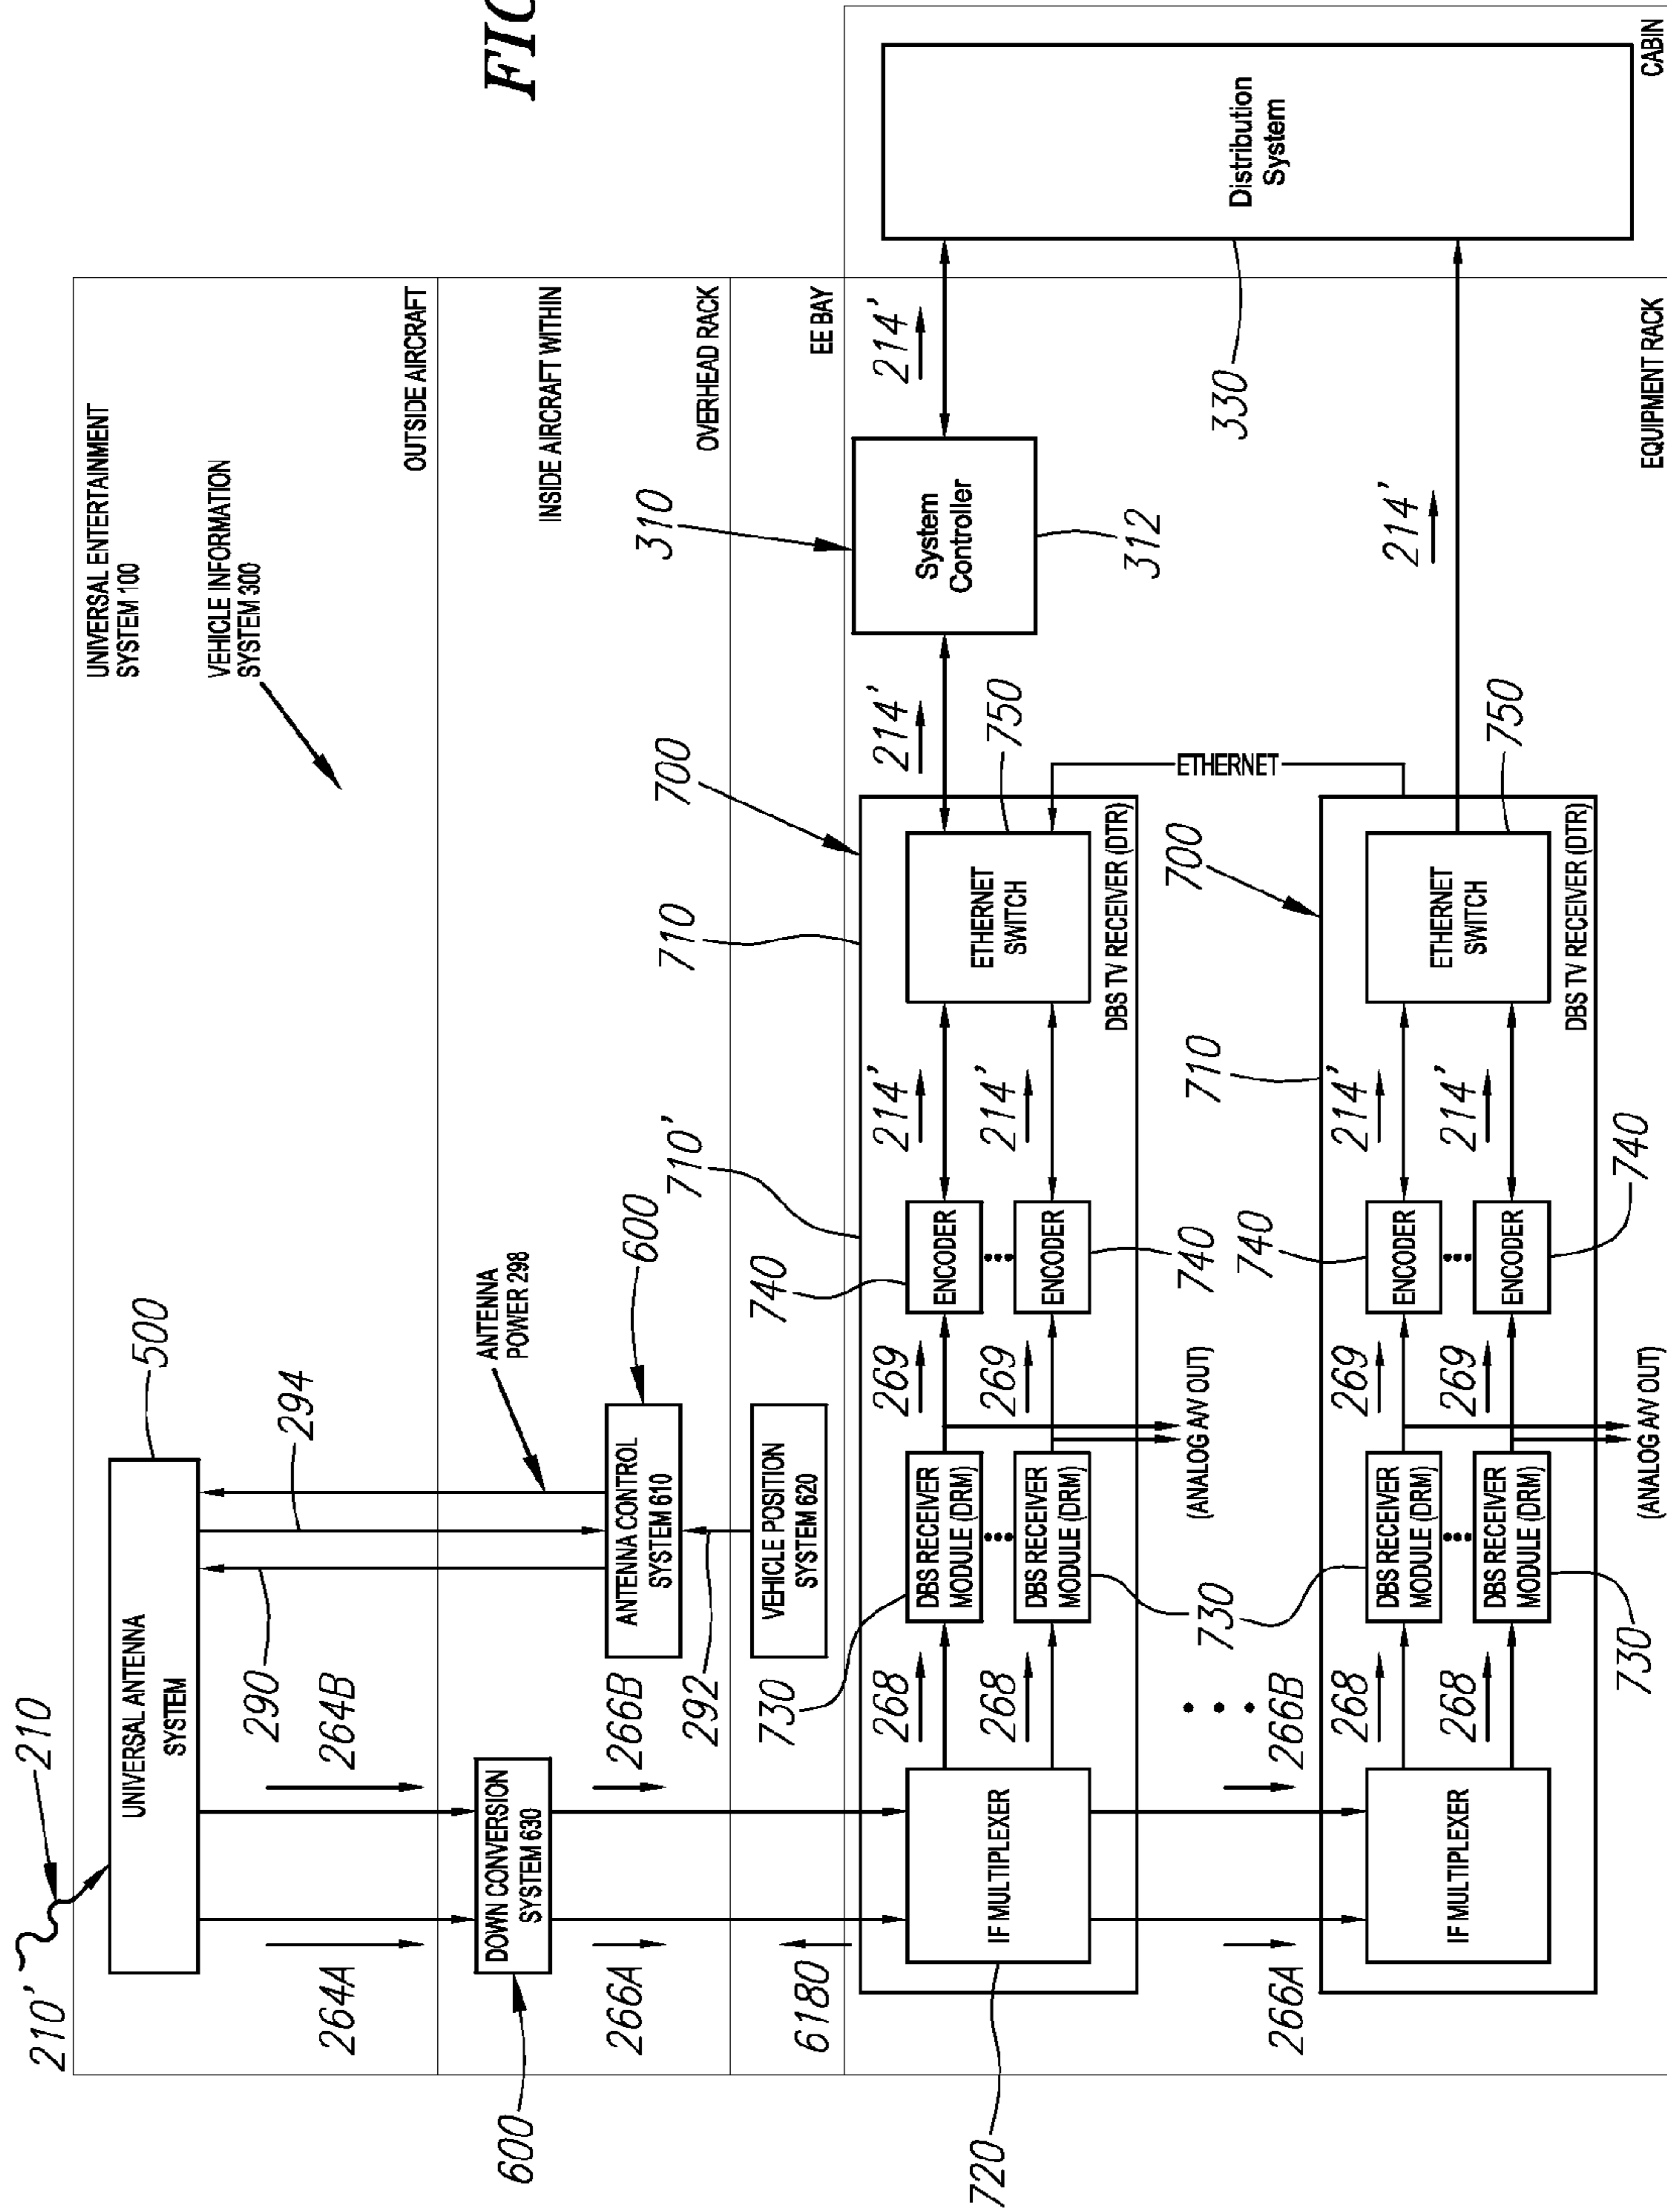 FIG
210'
210
UNIVERSAL ENTERTAINMENT
SYSTEM 100
VEHICLE INFORMATION
SYSTEM 300
UNIVERSAL ANTENNA
SYSTEM
500
264A
264B
290
294
ANTENNA
POWER 298
OUTSIDE AIRCRAFT
600
DOWN CONVERSION
SYSTEM 630
266A
266B
ANTENNA CONTROL
SYSTEM 610
600
INSIDE AIRCRAFT WITHIN
OVERHEAD RACK
292
VEHICLE POSITION
SYSTEM 620
6180
EE BAY
720
IF MULTIPLEXER
268
268
730
DBS RECEIVER
MODULE (DRM)
DBS RECEIVER
MODULE (DRM)
730
269
269
(ANALOG A/V OUT)
740
ENCODER
ENCODER
740
710'
214'
214'
710
700
ETHERNET
SWITCH
750
DBS TV RECEIVER (DTR)
214'
310
System
Controller
312
214'
Distribution
System
330
CABIN
ETHERNET
266A
266B
IF MULTIPLEXER
268
268
DBS RECEIVER
MODULE (DRM)
DBS RECEIVER
MODULE (DRM)
730
269
269
(ANALOG A/V OUT)
740
ENCODER
ENCODER
740
214'
214'
710
700
ETHERNET
SWITCH
750
DBS TV RECEIVER (DTR)
214'
EQUIPMENT RACK